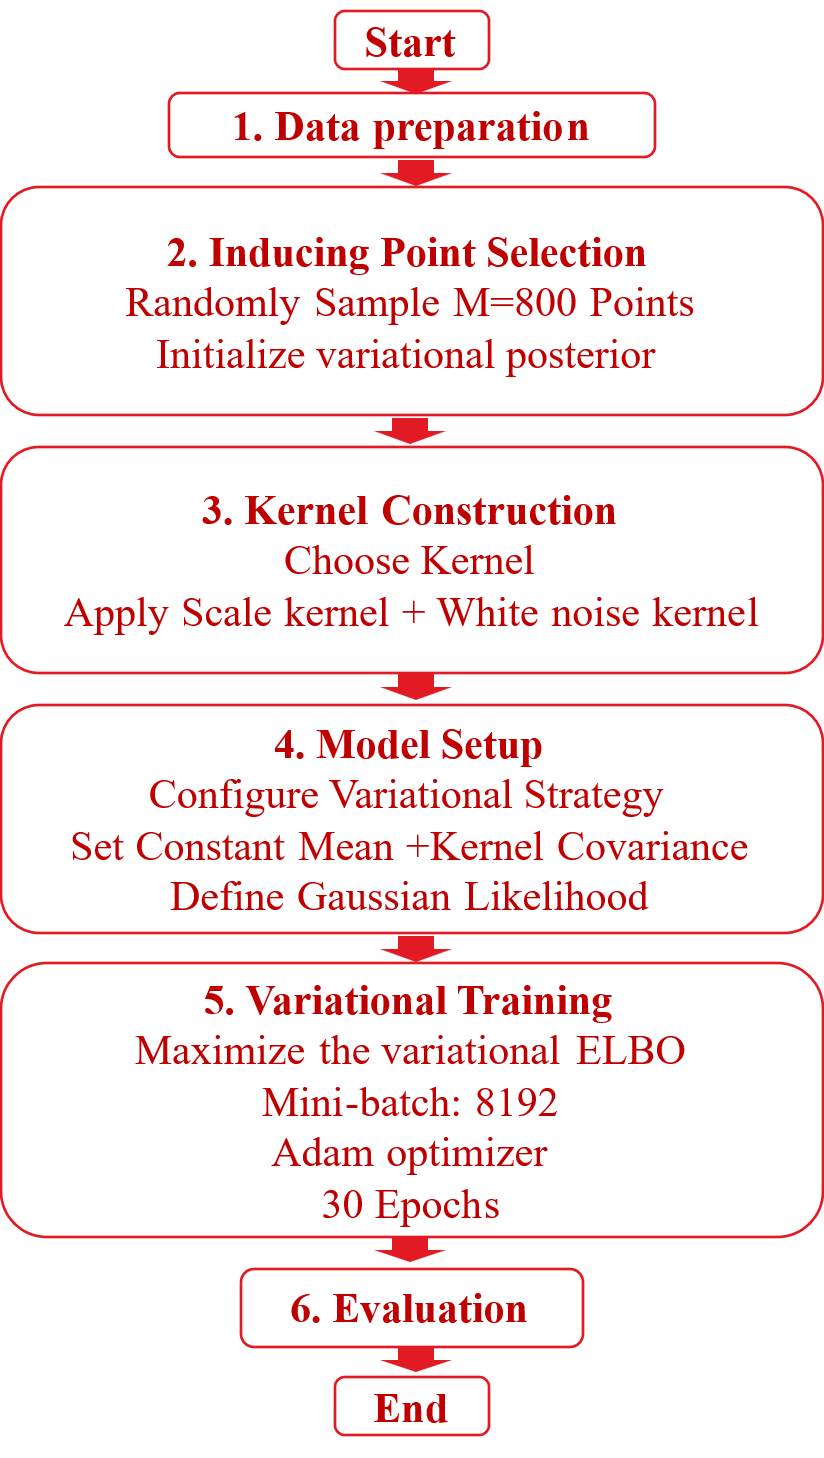 Start
1. Data preparation
2. Inducing Point Selection
Randomly Sample M=800 Points
Initialize variational posterior
3. Kernel Construction
Choose Kernel
Apply Scale kernel + White noise kernel
4. Model Setup
Configure Variational Strategy
Set Constant Mean +Kernel Covariance
Define Gaussian Likelihood
5. Variational Training
Maximize the variational ELBO
Mini-batch: 8192
Adam optimizer
30 Epochs
6. Evaluation
End